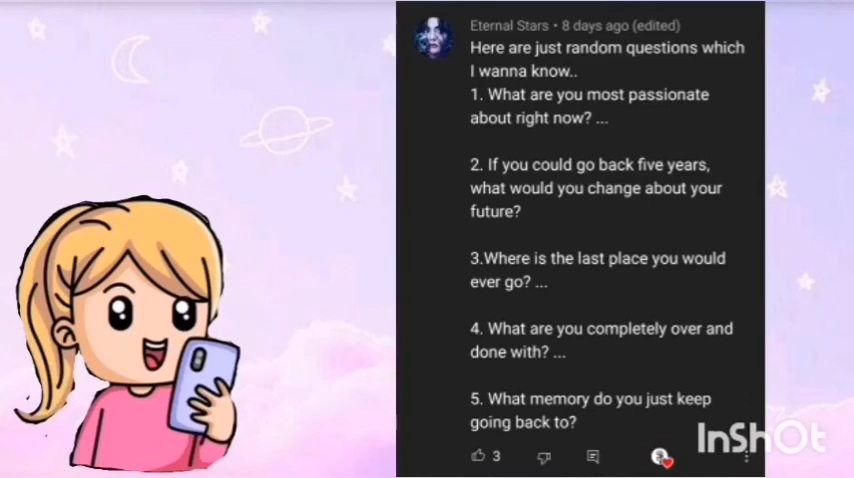 Eternal Stars • 8 days ago (edited)
Here are just random questions which
I wanna know..
1. What are you most passionate
about right now? ...
2. If you could go back five years,
what would you change about your
future?
3.Where is the last place you would
ever go? ...
4. What are you completely over and
done with? ...
5. What memory do you just keep
going back to?
3
InShOt